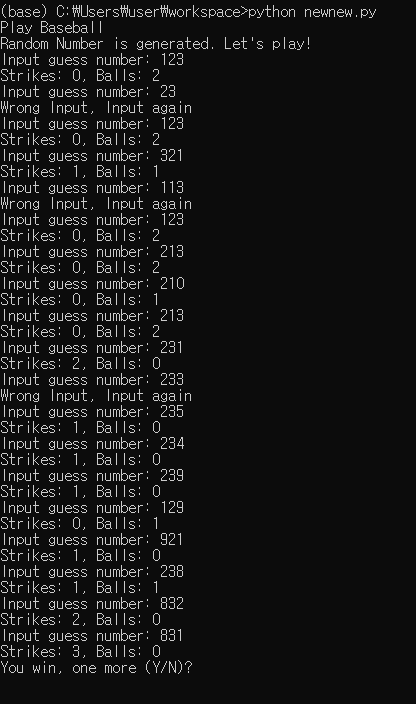 (base) C:₩Users₩user₩workspace>python newnew.py
Play Baseball
Random Number is generated. Let's play!
Input guess number: 123
Strikes: 0, Balls: 2
Input guess number: 23
Wrong Input, Input again
Input guess number: 123
Strikes: 0, Balls: 2
Input guess number: 321
Strikes: 1, Balls: 1
Input guess number: 113
Wrong Input, Input again
Input guess number: 123
Strikes: 0, Balls: 2
Input guess number: 213
Strikes: 0, Balls: 2
Input guess number: 210
Strikes: 0, Balls: 1
Input guess number: 213
Strikes: 0, Balls: 2
Input guess number: 231
Strikes: 2, Balls: 0
Input guess number: 233
Wrong Input, Input again
Input guess number: 235
Strikes: 1, Balls: 0
Input guess number: 234
Strikes: 1, Balls: 0
Input guess number: 239
Strikes: 1, Balls: 0
Input guess number: 129
Strikes: 0, Balls: 1
Input guess number: 921
Strikes: 1, Balls: 0
Input guess number: 238
Strikes: 1, Balls: 1
Input guess number: 832
Strikes: 2, Balls: 0
Input guess number: 831
Strikes: 3, Balls: 0
You win, one more (Y/N)?